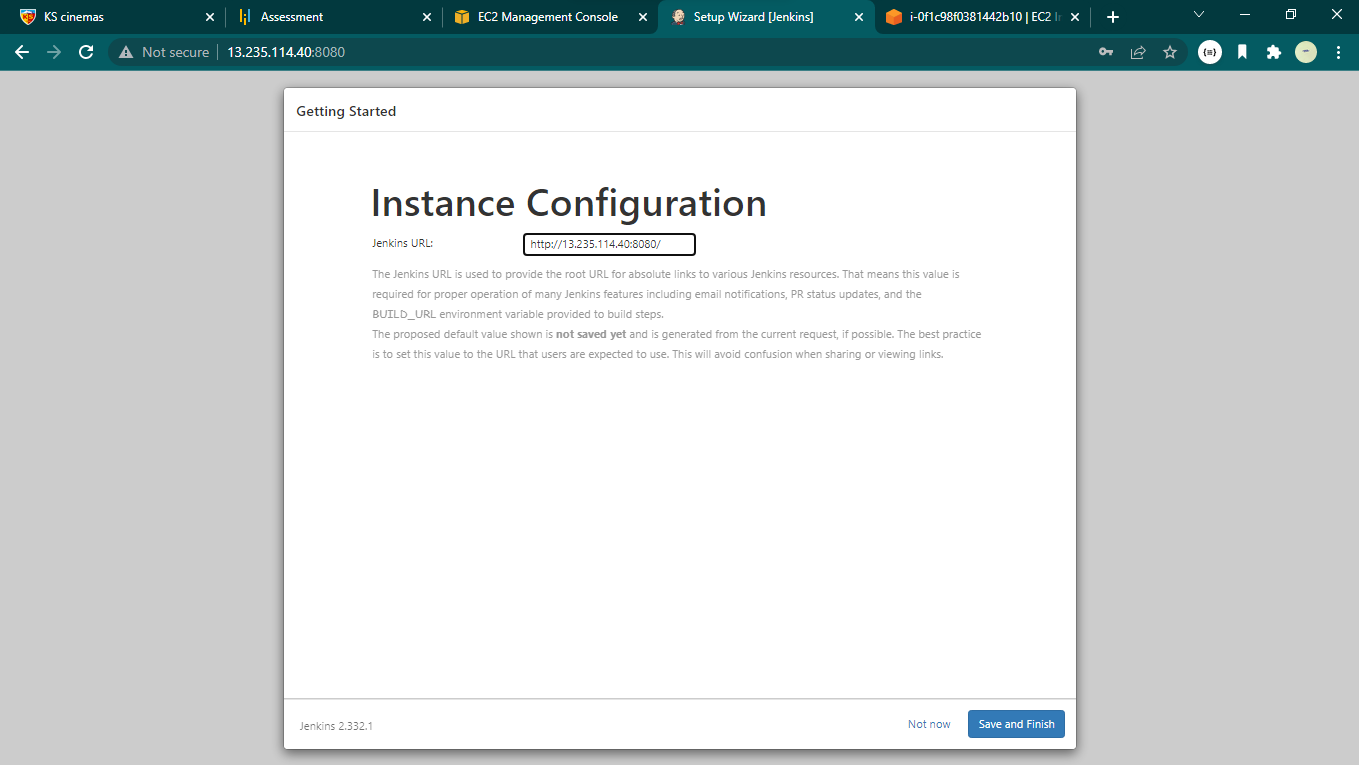 KS cinemas
Assessment
EC2 Management Console
Setup Wizard [Jenkins]
i-0f1c98f0381442b10 | EC2 In
Not secure
13.235.114.40:8080
Getting Started
Instance Configuration
Jenkins URL:
http://13.235.114.40:8080/
The Jenkins URL is used to provide the root URL for absolute links to various Jenkins resources. That means this value is
required for proper operation of many Jenkins features including email notifications, PR status updates, and the
BUILD_URL environment variable provided to build steps.
The proposed default value shown is not saved yet and is generated from the current request, if possible. The best practice
is to set this value to the URL that users are expected to use. This will avoid confusion when sharing or viewing links.
Jenkins 2.332.1
Not now
Save and Finish